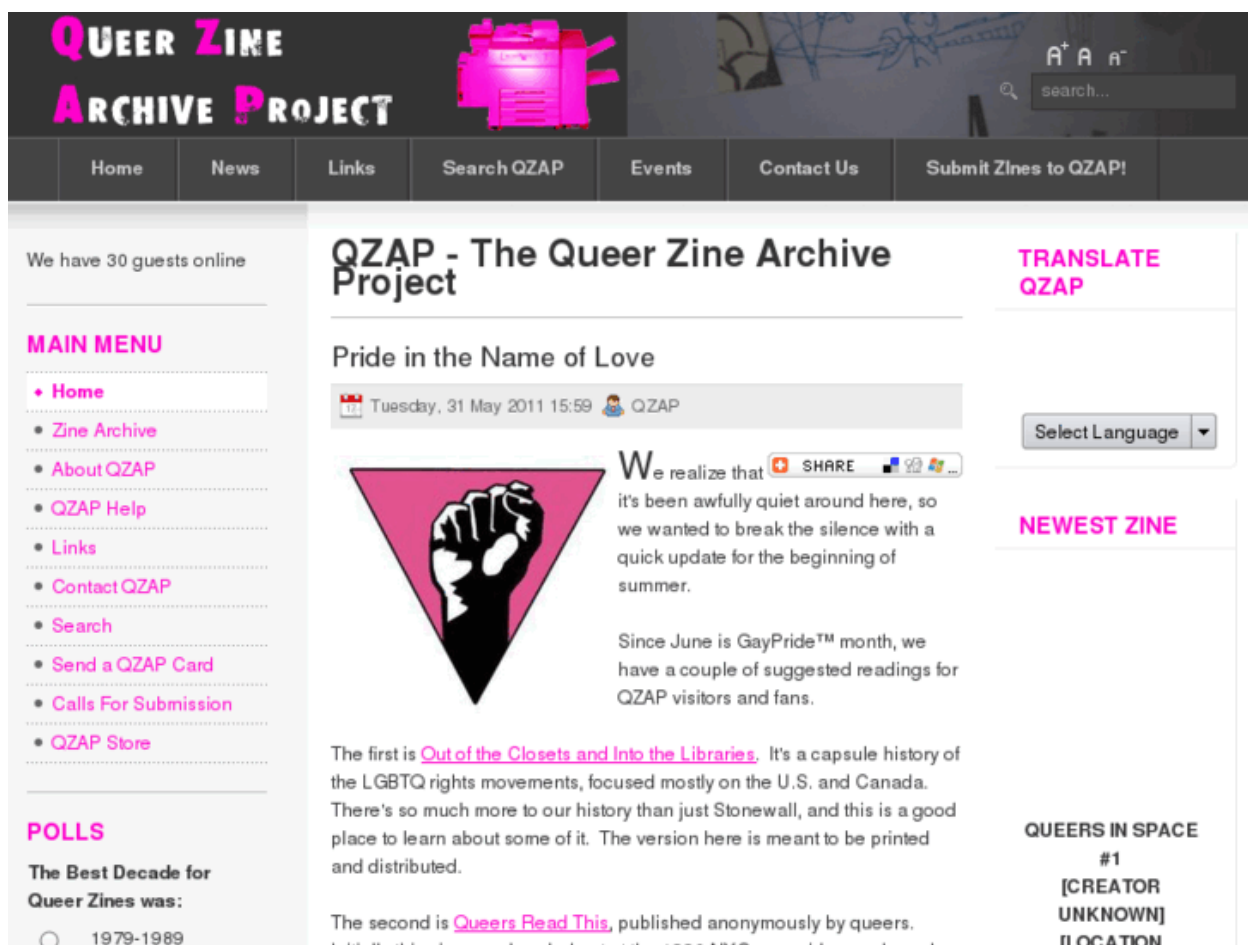 QUEER ZINE
ARCHIVE PROJECT
A+ A A-
search...
Home News Links Search QZAP Events Contact Us Submit ZInes to QZAP!
We have 30 guests online
MAIN MENU
Home
Zine Archive
About QZAP
QZAP Help
Links
Contact QZAP
Search
Send a QZAP Card
Calls For Submission
QZAP Store
POLLS
The Best Decade for
Queer Zines was:
1979-1989
QZAP - The Queer Zine Archive
Project
Pride in the Name of Love
Tuesday, 31 May 2011 15:59 QZAP
We realize that SHARE ...
it's been awfully quiet around here, so
we wanted to break the silence with a
quick update for the beginning of
summer.
Since June is GayPride™ month, we
have a couple of suggested readings for
QZAP visitors and fans.
The first is Out of the Closets and Into the Libraries. It's a capsule history of
the LGBTQ rights movements, focused mostly on the U.S. and Canada.
There's so much more to our history than just Stonewall, and this is a good
place to learn about some of it. The version here is meant to be printed
and distributed.
The second is Queers Read This, published anonymously by queers.
TRANSLATE
QZAP
Select Language
NEWEST ZINE
QUEERS IN SPACE
#1
[CREATOR
UNKNOWN]
[LOCATION